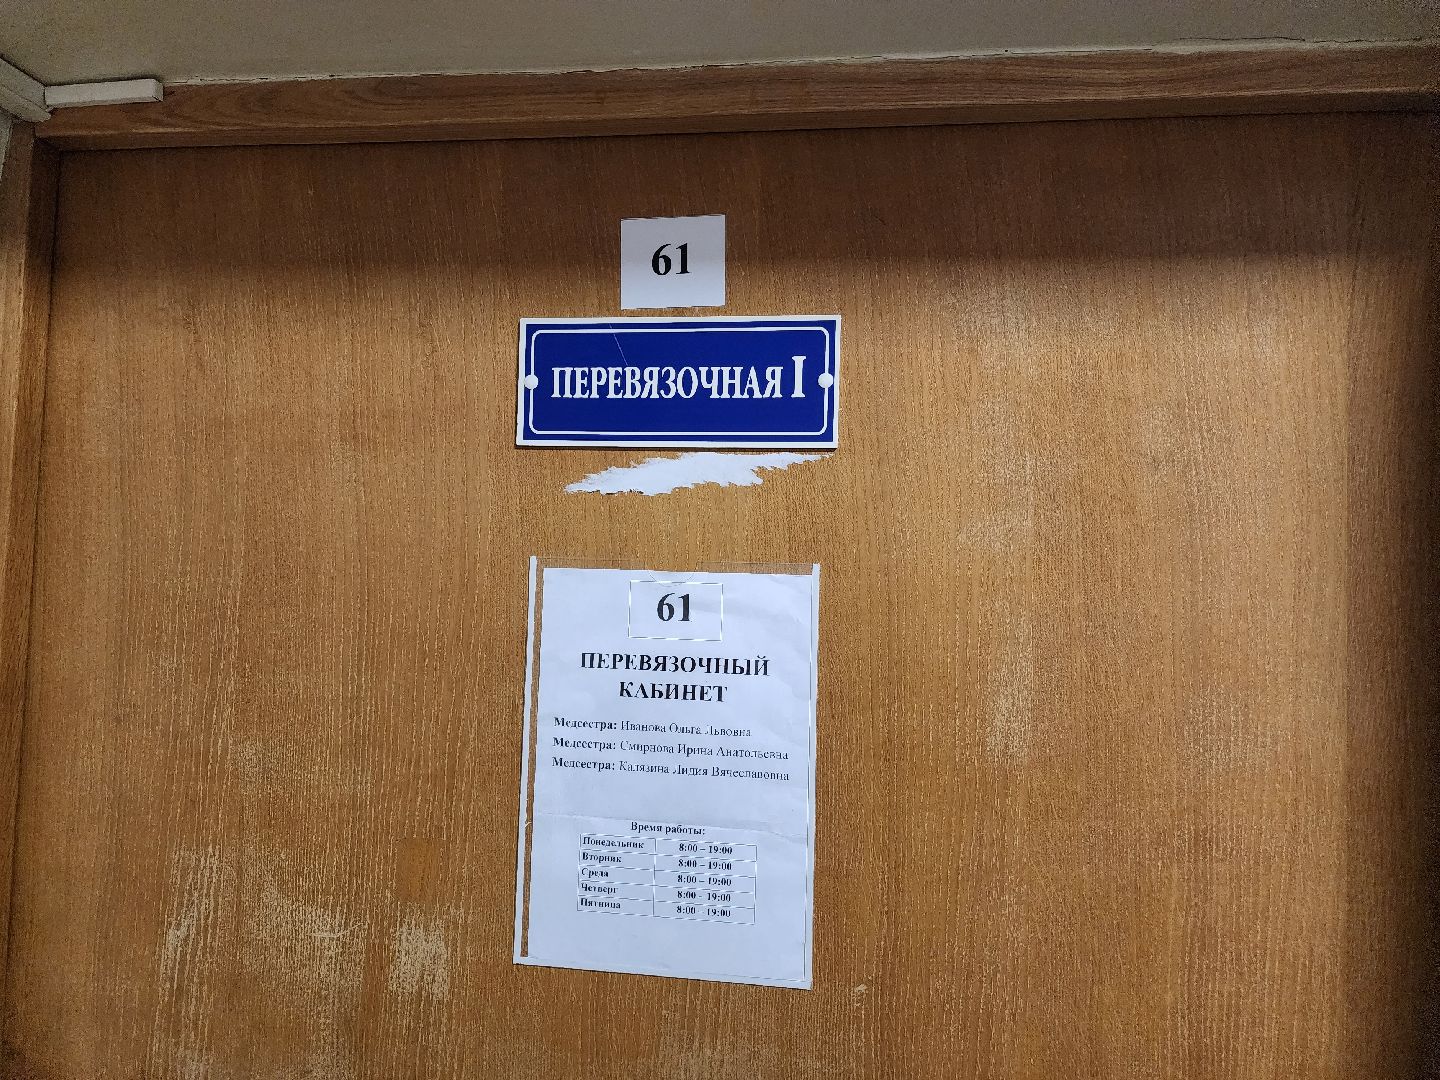 61
ПЕРЕВЯЗОЧНАЯ I
61
ПЕРЕВЯЗОЧНЫЙ
КАБИНЕТ
Медсестра: Иванова Ольга Львовна
Медсестра: Смирнова Ирина Анатольевна
Медсестра: Калязина Лидия Вячеславовна
Время работы:
Понедельник 8:00 – 19:00
Вторник 8:00 – 19:00
Среда 8:00 – 19:00
Четверг 8:00 - 19:00
Пятница 8:00 - 19:00